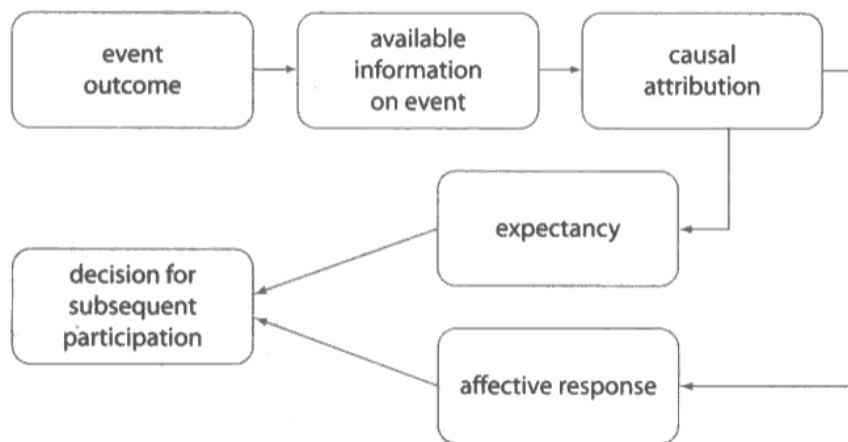 event
outcome
available
information
on event
causal
attribution
expectancy
decision for
subsequent
participation
affective response